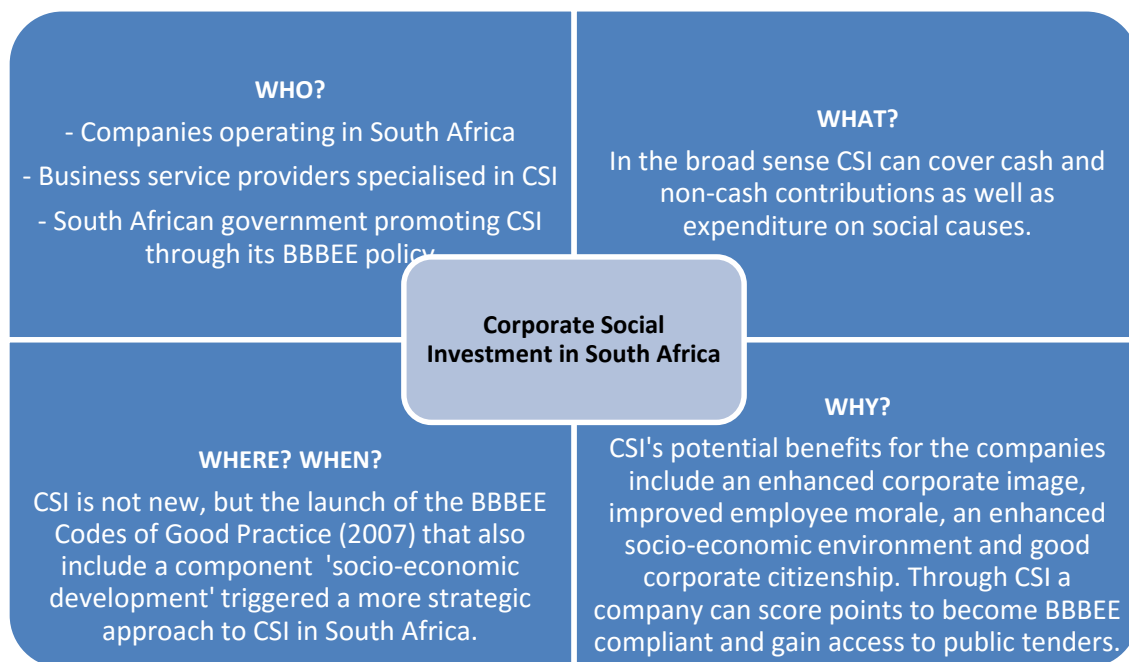 WHO?
- Companies operating in South Africa
- Business service providers specialised in CSI
- South African government promoting CSI
through its BBBEE policy
WHAT?
In the broad sense CSI can cover cash and
non-cash contributions as well as
expenditure on social causes.
Corporate Social
Investment in South Africa
WHERE? WHEN?
CSI is not new, but the launch of the BBBEE
Codes of Good Practice (2007) that also
include a component 'socio-economic
development' triggered a more strategic
approach to CSI in South Africa.
WHY?
CSI's potential benefits for the companies
include an enhanced corporate image,
improved employee morale, an enhanced
socio-economic environment and good
corporate citizenship. Through CSI a
company can score points to become BBBEE
compliant and gain access to public tenders.